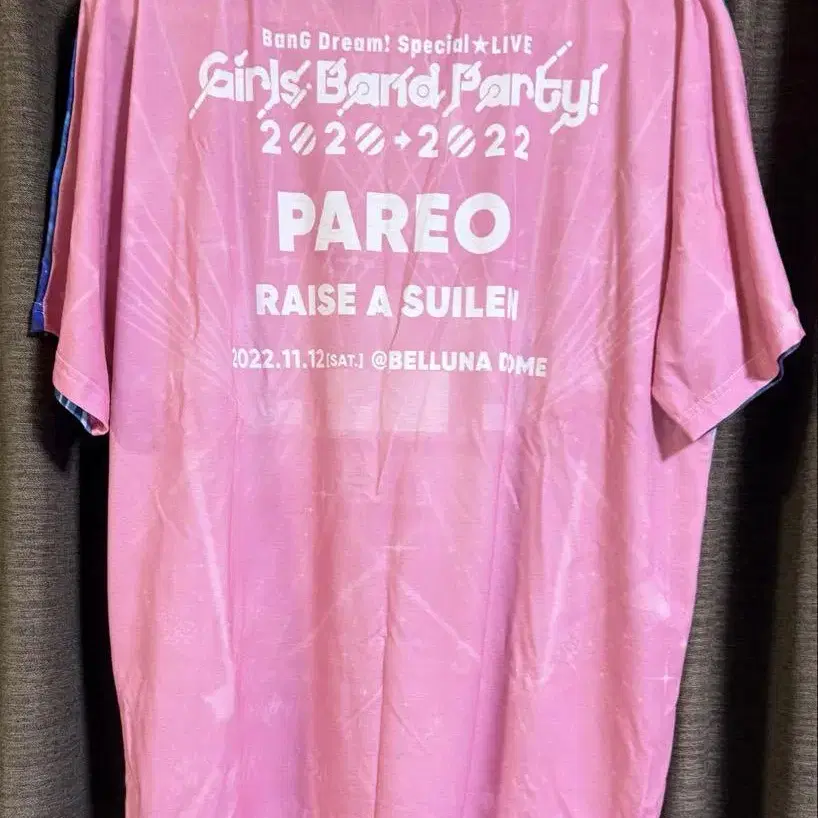 BanG Dream! Special★LIVE
Girls Band Party!
2020→2022
PAREO
RAISE A SUILEN
2022.11.12[SAT.] @BELLUNA DOME